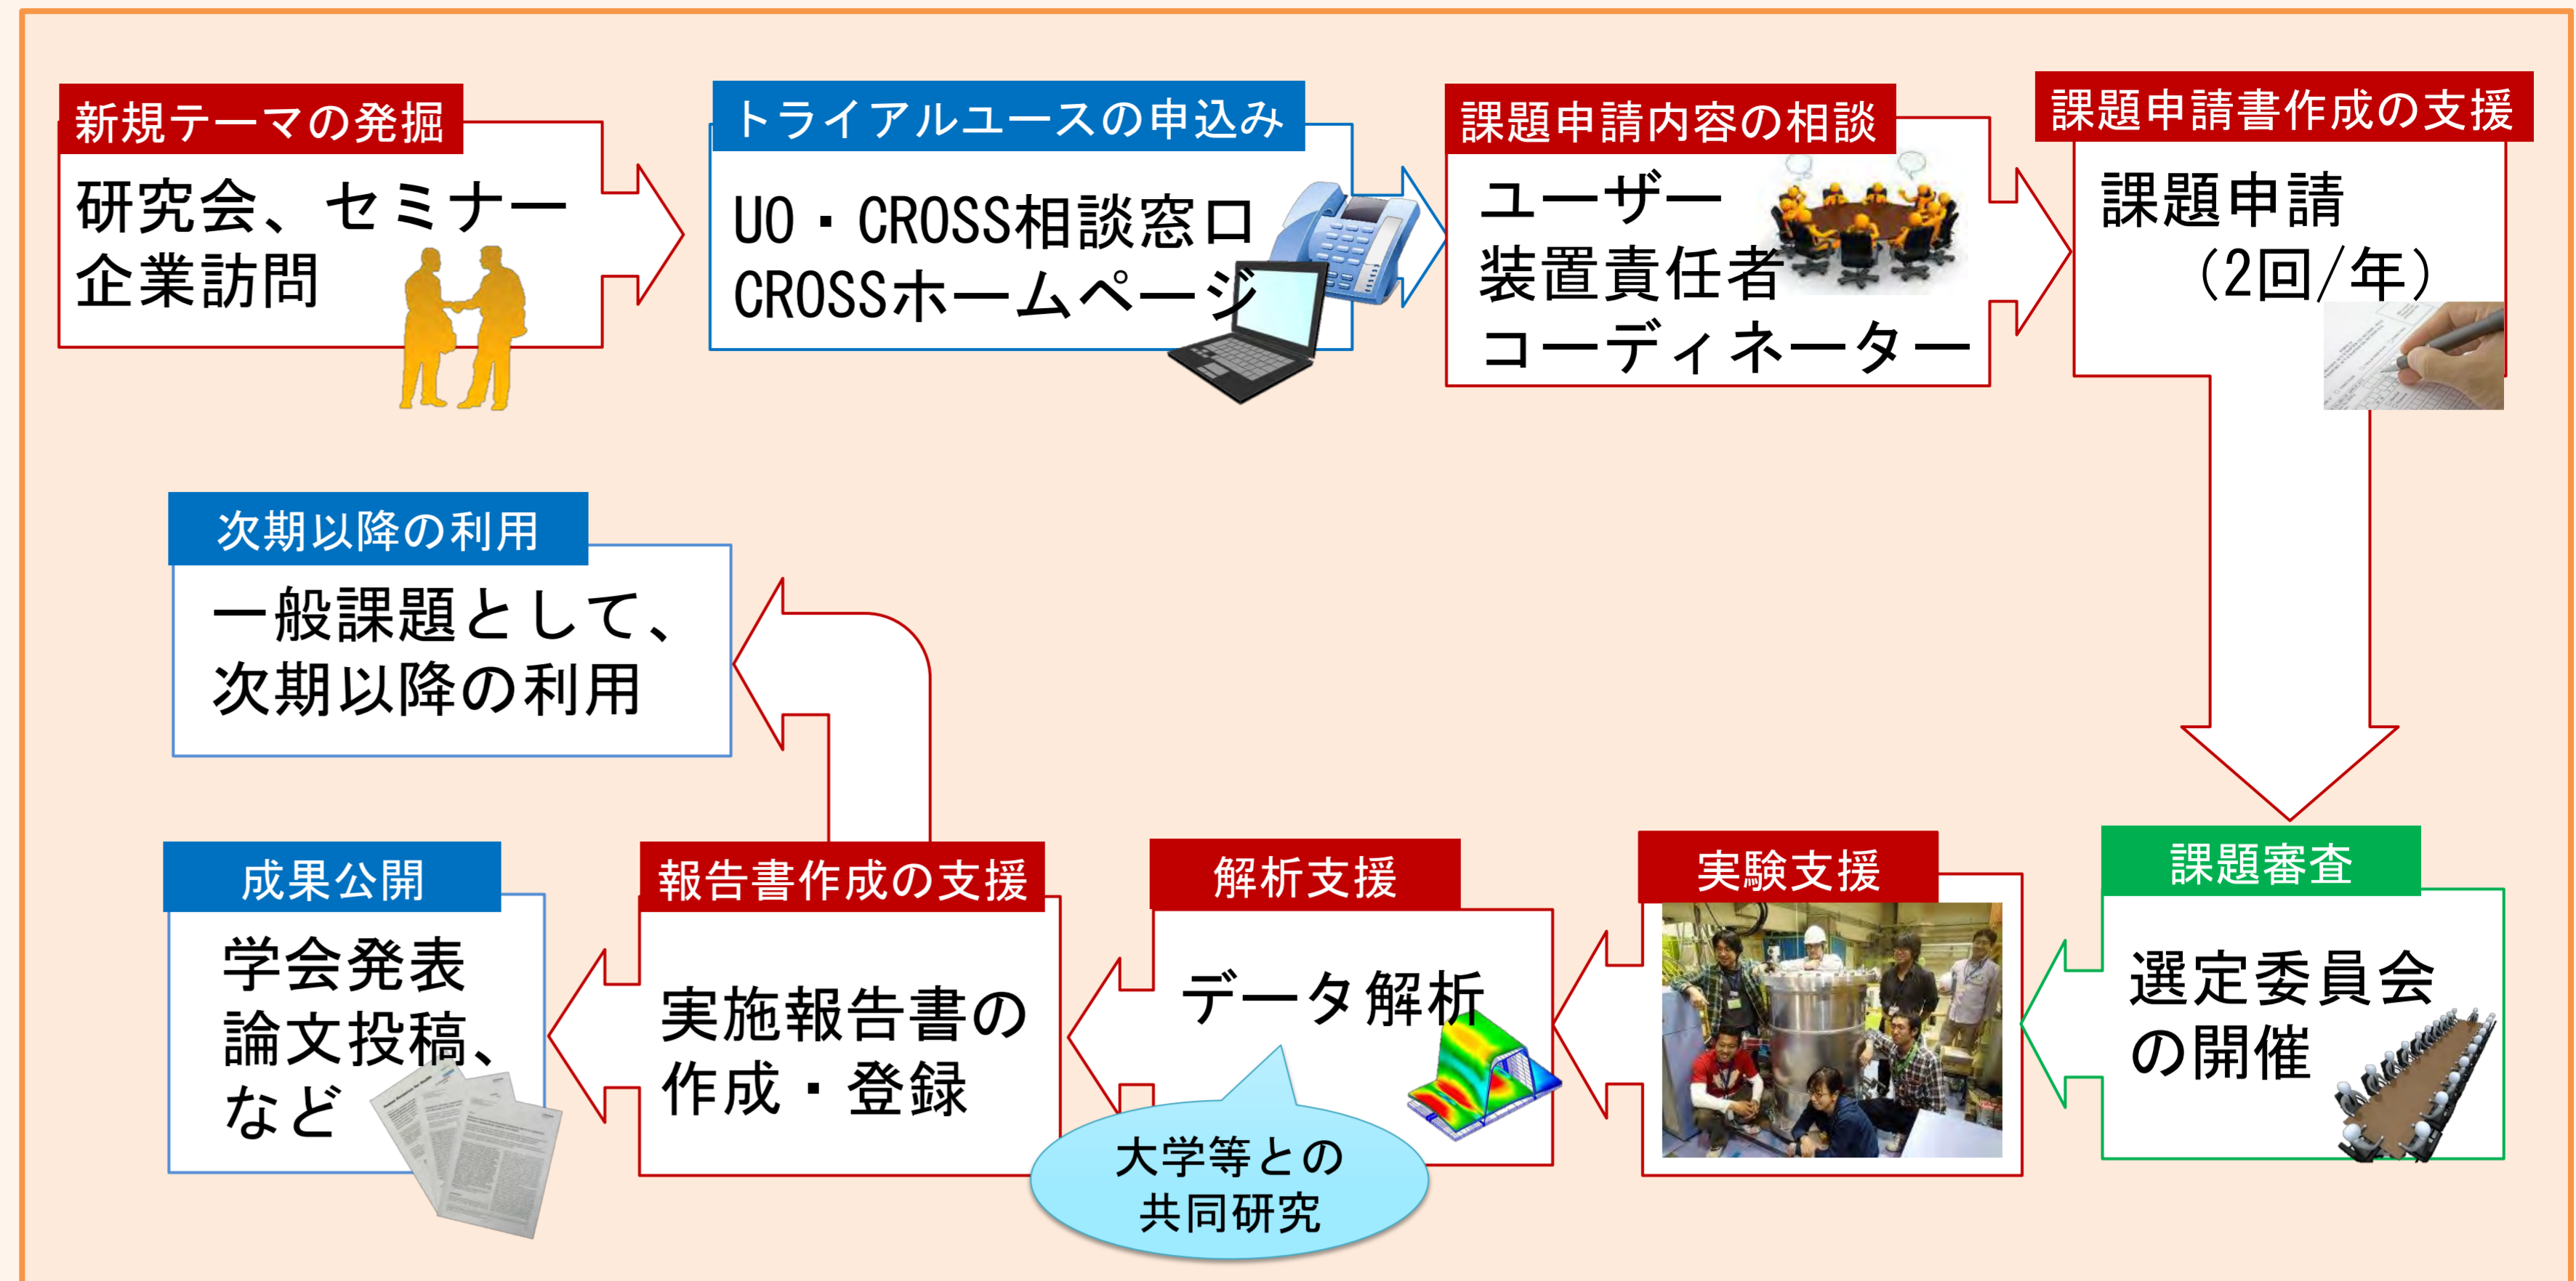 新規テーマの発掘
研究会、セミナー
企業訪問
トライアルユースの申込み
UO・CROSS相談窓口
CROSSホームページ
課題申請内容の相談
ユーザー
装置責任者
コーディネーター
課題申請書作成の支援
課題申請
（2回/年）
課題審査
選定委員会
の開催
実験支援
解析支援
データ解析
大学等との
共同研究
報告書作成の支援
実施報告書の
作成・登録
成果公開
学会発表
論文投稿、
など
次期以降の利用
一般課題として、
次期以降の利用